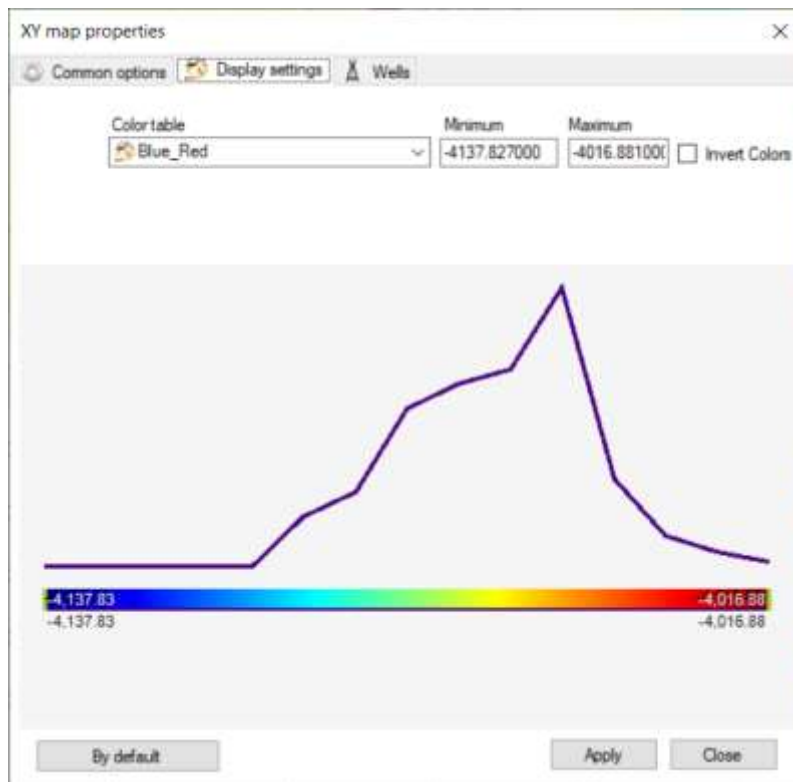 XY map properties
Common options Display settings Wells
Color table Minimum Maximum
Blue_Red -4137.827000 -4016.88100( Invert Colors
-4,137.83 -4,016.88
-4,137.83 -4,016.88
By default Apply Close